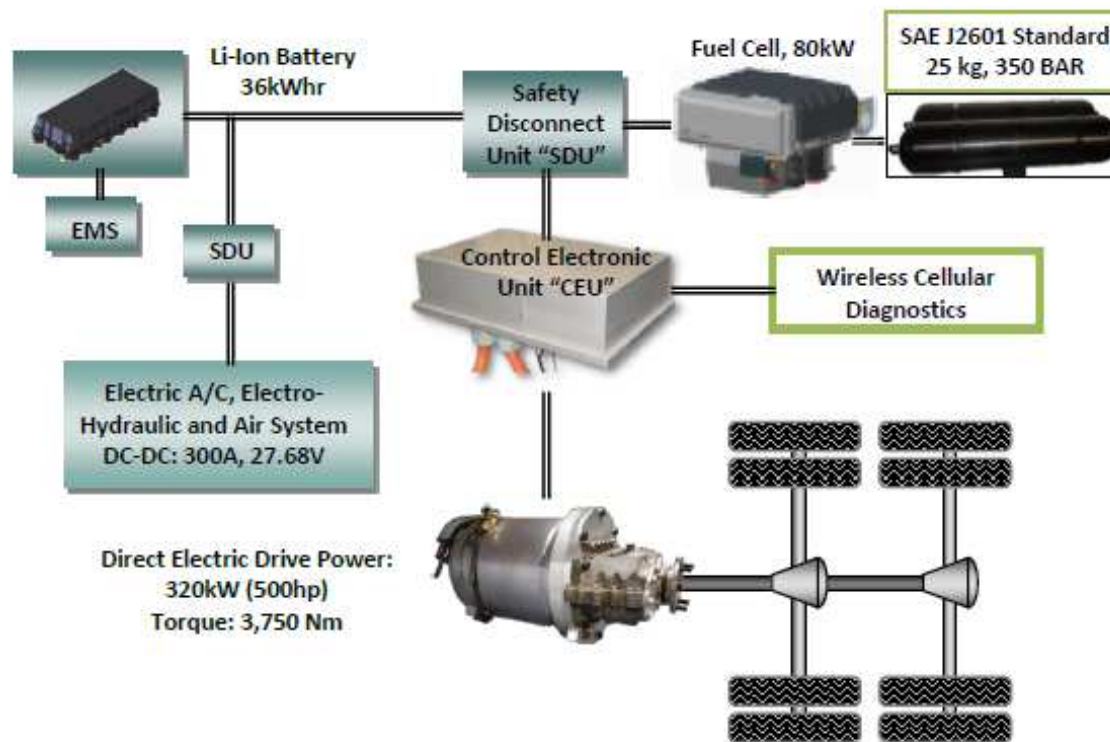 Li-Ion Battery
36kWhr
Safety
Disconnect
Unit “SDU”
Fuel Cell, 80kW
SAE J2601 Standard
25 kg, 350 BAR
EMS
SDU
Control Electronic
Unit “CEU”
Wireless Cellular
Diagnostics
Electric A/C, Electro-
Hydraulic and Air System
DC-DC: 300A, 27.68V
Direct Electric Drive Power:
320kW (500hp)
Torque: 3,750 Nm